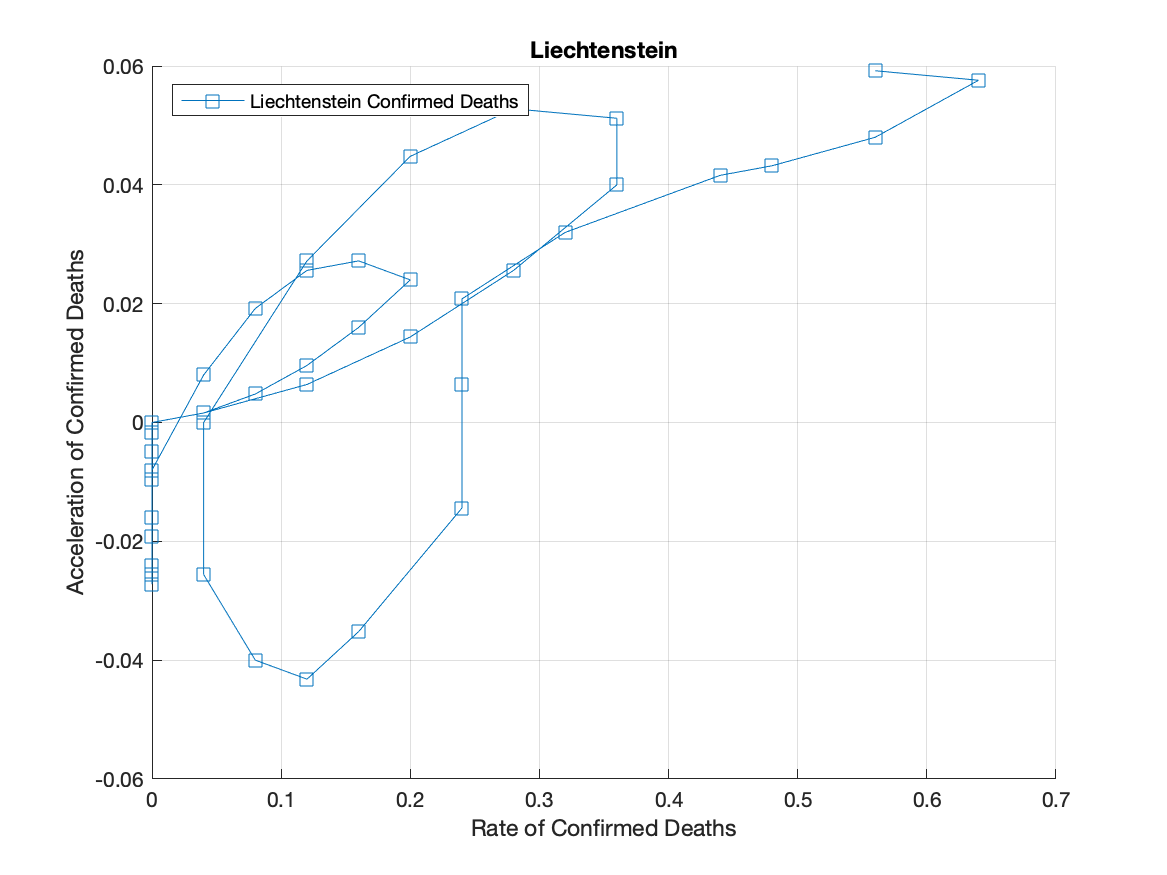 Liechtenstein
Liechtenstein Confirmed Deaths
Acceleration of Confirmed Deaths
0.06
0.04
0.02
0
-0.02
-0.04
-0.06
0 0.1 0.2 0.3 0.4 0.5 0.6 0.7
Rate of Confirmed Deaths